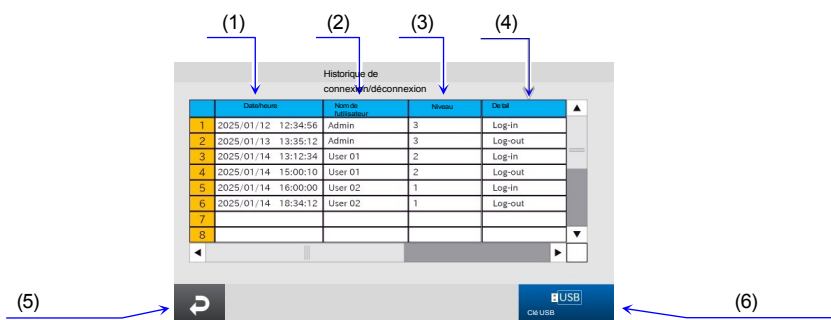 (1) (2) (3) (4)
Historique de
connexion/déconnexion
Date/heure Nom de l'utilisateur Niveau Detail
1 2025/01/12 12:34:56 Admin 3 Log-in
2 2025/01/13 13:35:12 Admin 3 Log-out
3 2025/01/14 13:12:34 User 01 2 Log-in
4 2025/01/14 15:00:10 User 01 2 Log-out
5 2025/01/14 16:00:00 User 02 1 Log-in
6 2025/01/14 18:34:12 User 02 1 Log-out
7
8
(5) USB (6)
Clé USB